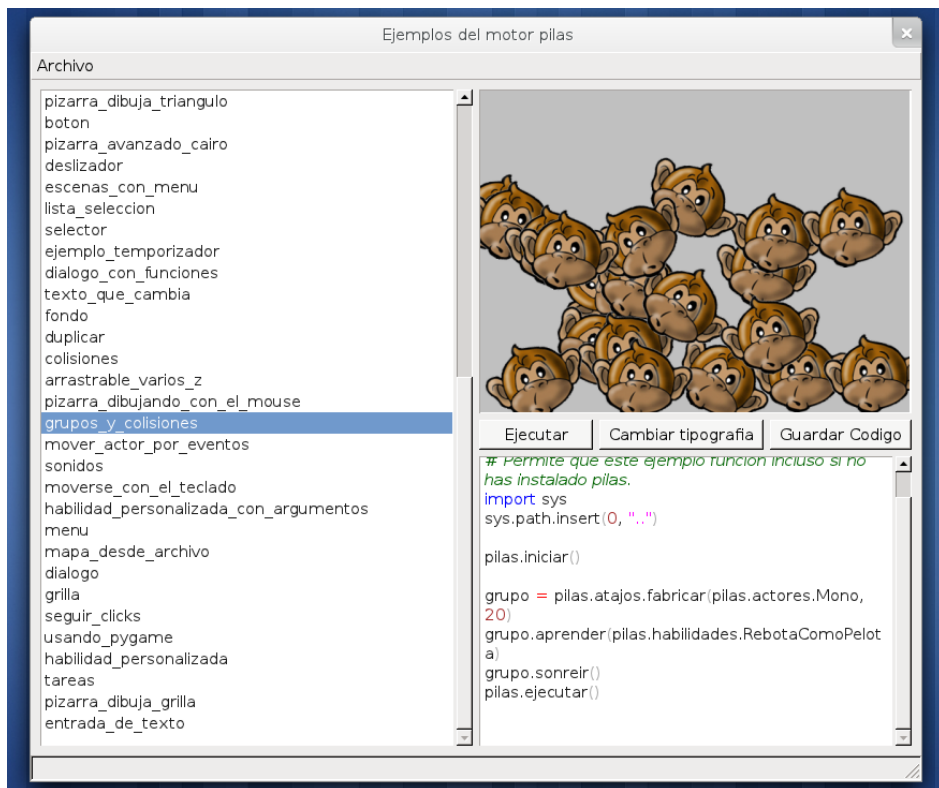 Ejemplos del motor pilas
Archivo
pizarra_dibuja_triangulo
boton
pizarra_avanzado_cairo
deslizador
escenas_con_menu
lista_seleccion
selector
ejemplo_temporizador
dialogo_con_funciones
texto_que_cambia
fondo
duplicar
colisiones
arrastrable_varios_z
pizarra_dibujando_con_el_mouse
grupos_y_colisiones
mover_actor_por_eventos
sonidos
moverse_con_el_teclado
habilidad_personalizada_con_argumentos
menu
mapa_desde_archivo
dialogo
grilla
seguir_clicks
usando_pygame
habilidad_personalizada
tareas
pizarra_dibuja_grilla
entrada_de_texto
Ejecutar
Cambiar tipografia
Guardar Codigo
# Permite que este ejemplo funcion incluso si no
has instalado pilas.
import sys
sys.path.insert(0, "..")
pilas.iniciar()
grupo = pilas.atajos.fabricar(pilas.actores.Mono,
20)
grupo.aprender(pilas.habilidades.RebotaComoPelot
a)
grupo.sonreir()
pilas.ejecutar()